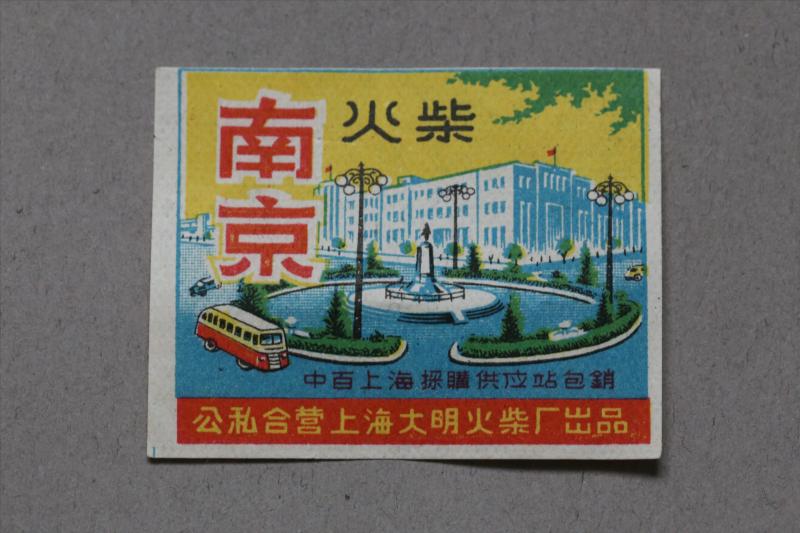 南京
火柴
中百上海採購供应站包銷
公私合营上海大明火柴厂出品